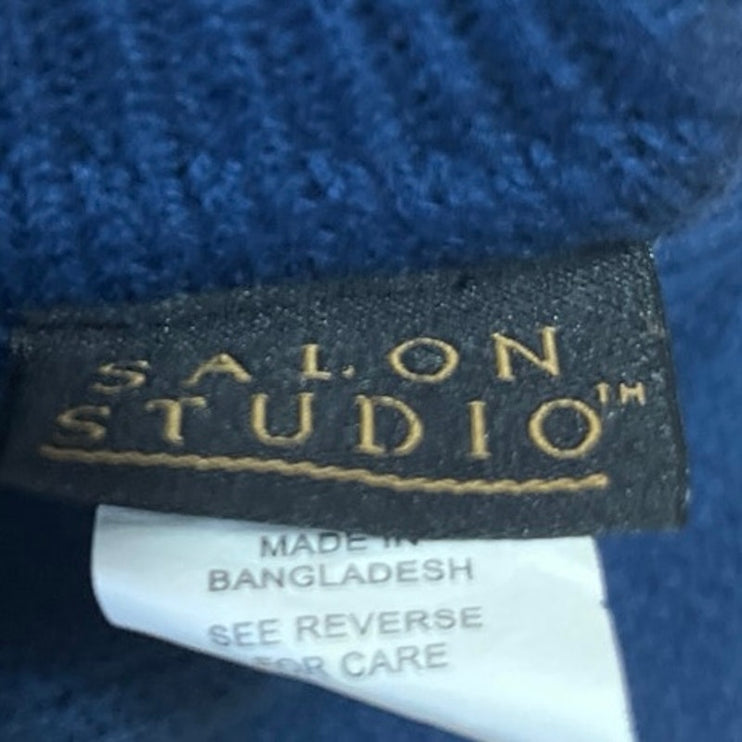 SALON
STUDIO™
MADE IN
BANGLADESH
SEE REVERSE
FOR CARE